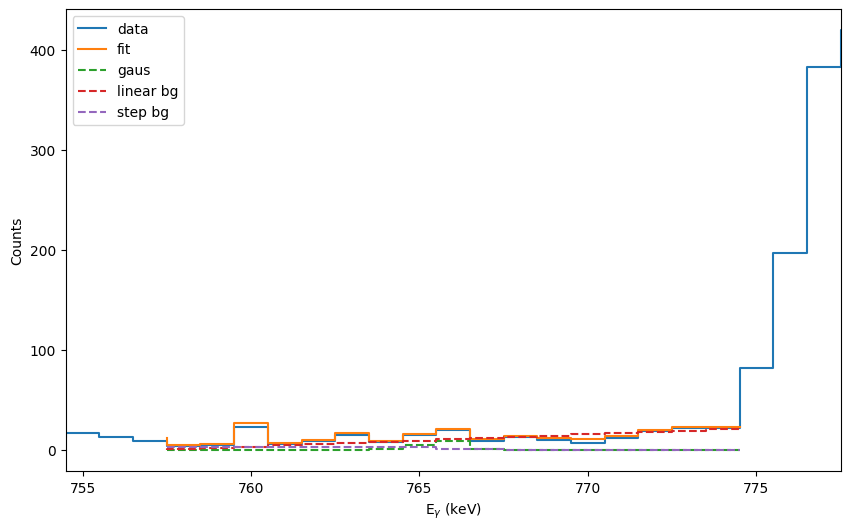 data
fit
gaus
linear bg
step bg
400
300
200
100
0
Counts
755
760
765
770
775
Eγ (keV)